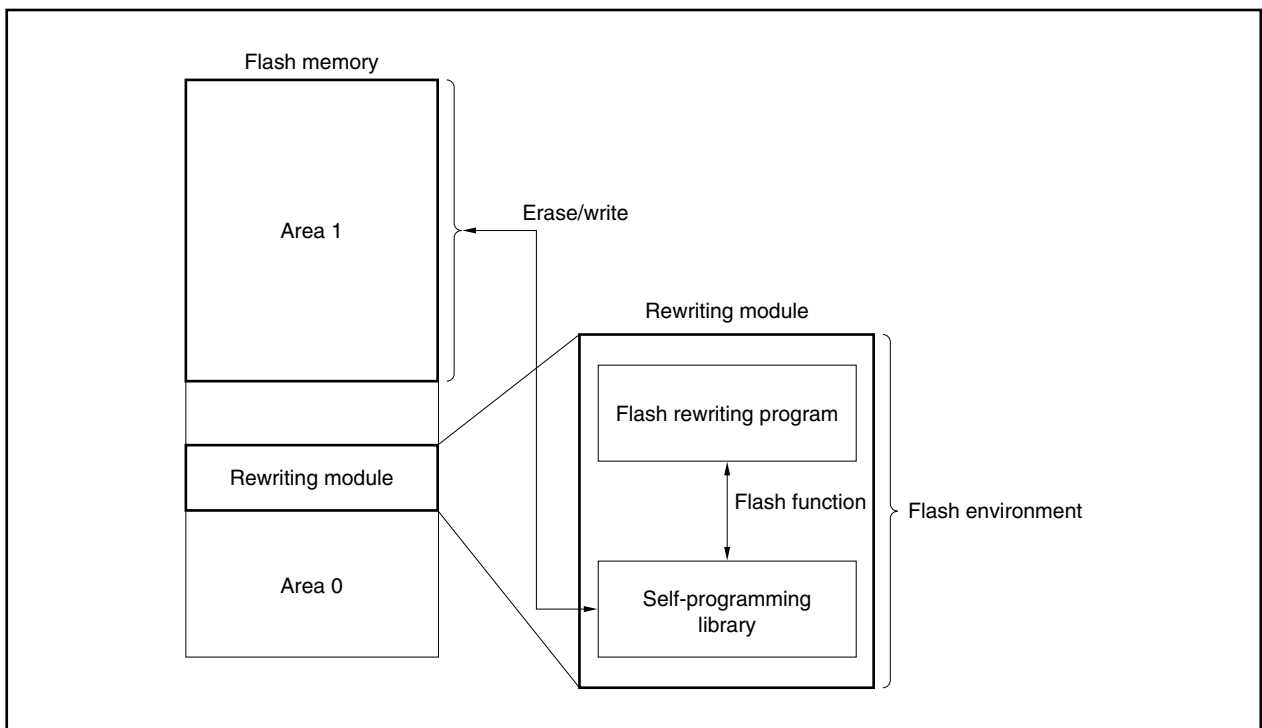 Flash memory
Area 1
Erase/write
Rewriting module
Flash rewriting program
Rewriting module
Flash function
Flash environment
Area 0
Self-programming
library